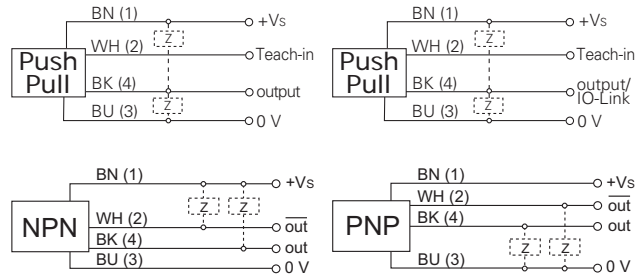 BN (1)
+Vs
Z
WH (2)
Teach-in
Push
Pull
BK (4)
output
Z
BU (3)
0 V
BN (1)
+Vs
Z
WH (2)
Teach-in
Push
Pull
BK (4)
output/
IO-Link
Z
BU (3)
0 V
BN (1)
+Vs
Z Z
NPN
WH (2)
out
BK (4)
out
BU (3)
0 V
BN (1)
+Vs
WH (2)
out
PNP
BK (4)
out
Z Z
BU (3)
0 V